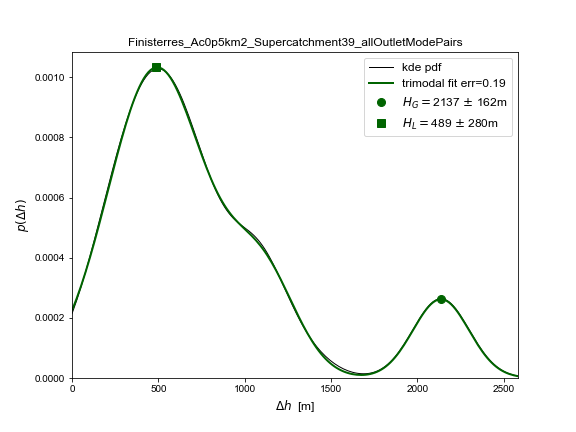 Finisterres_Ac0p5km2_Supercatchment39_allOutletModePairs
kde pdf
trimodal fit err=0.19
H_G = 2137 ± 162m
H_L = 489 ± 280m
p(Δh)
0.0010
0.0008
0.0006
0.0004
0.0002
0.0000
0 500 1000 1500 2000 2500
Δh [m]